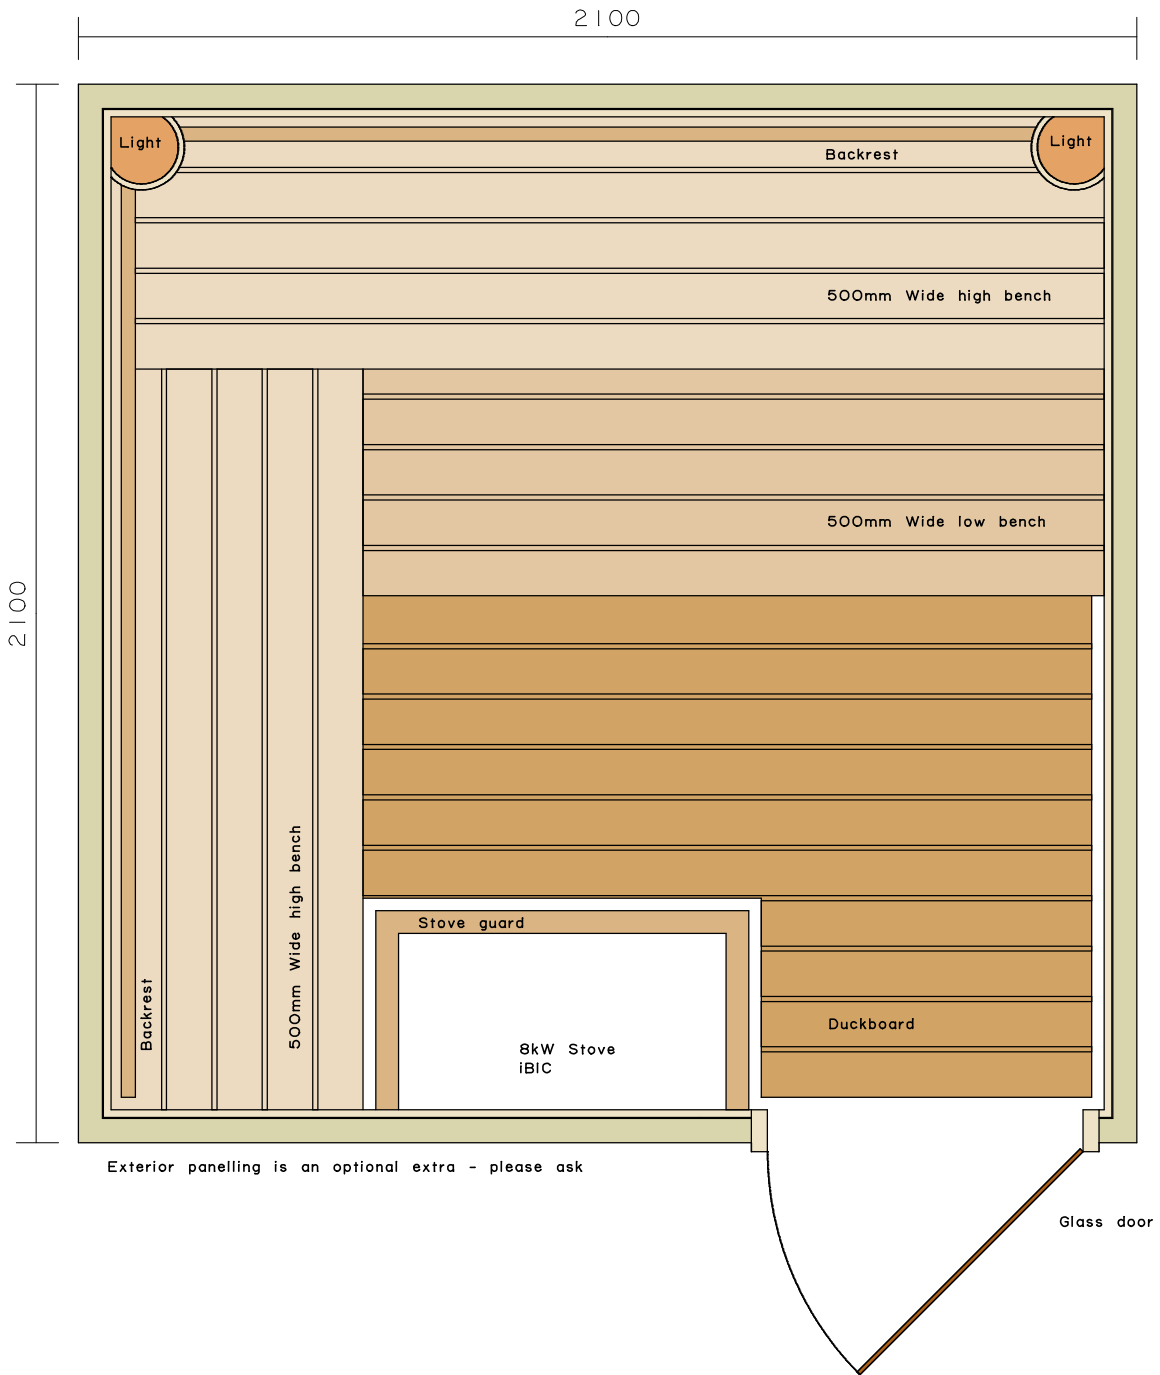 2100
Light
Light
Backrest
500mm Wide high bench
2100
500mm Wide low bench
500mm Wide high bench
Backrest
Stove guard
8kW Stove
iBIC
Duckboard
Exterior panelling is an optional extra - please ask
Glass door